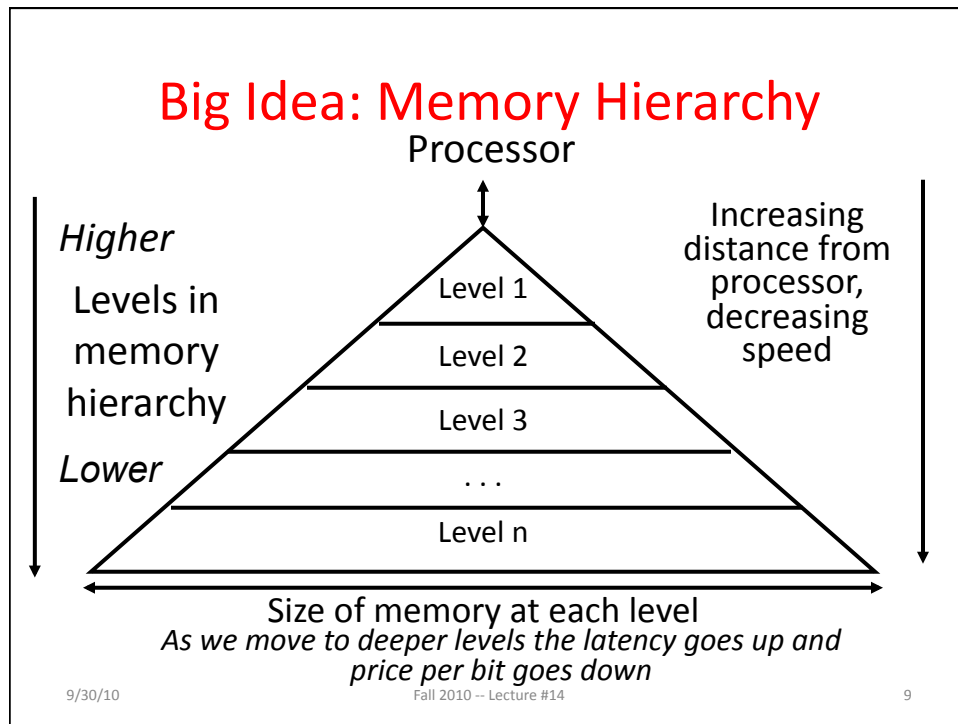 Big Idea: Memory Hierarchy
Processor
Higher
Levels in
memory
hierarchy
Lower
Increasing
distance from
processor,
decreasing
speed
Level 1
Level 2
Level 3
. . .
Level n
Size of memory at each level
As we move to deeper levels the latency goes up and
price per bit goes down
9/30/10
Fall 2010 -- Lecture #14
9